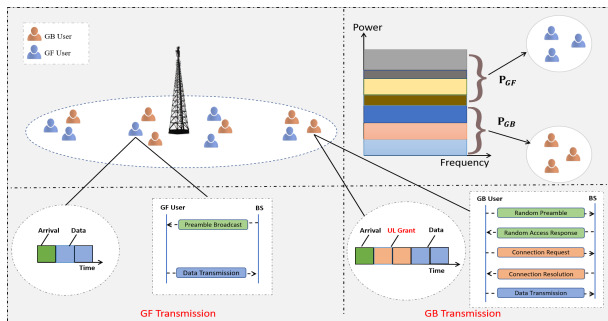 GB User
GF User
Power
P_GF
P_GB
Frequency
Arrival Data
Time
GF User BS
Preamble Broadcast
Data Transmission
GF Transmission
Arrival UL Grant Data
Time
GB User BS
Random Preamble
Random Access Response
Connection Request
Connection Resolution
Data Transmission
GB Transmission